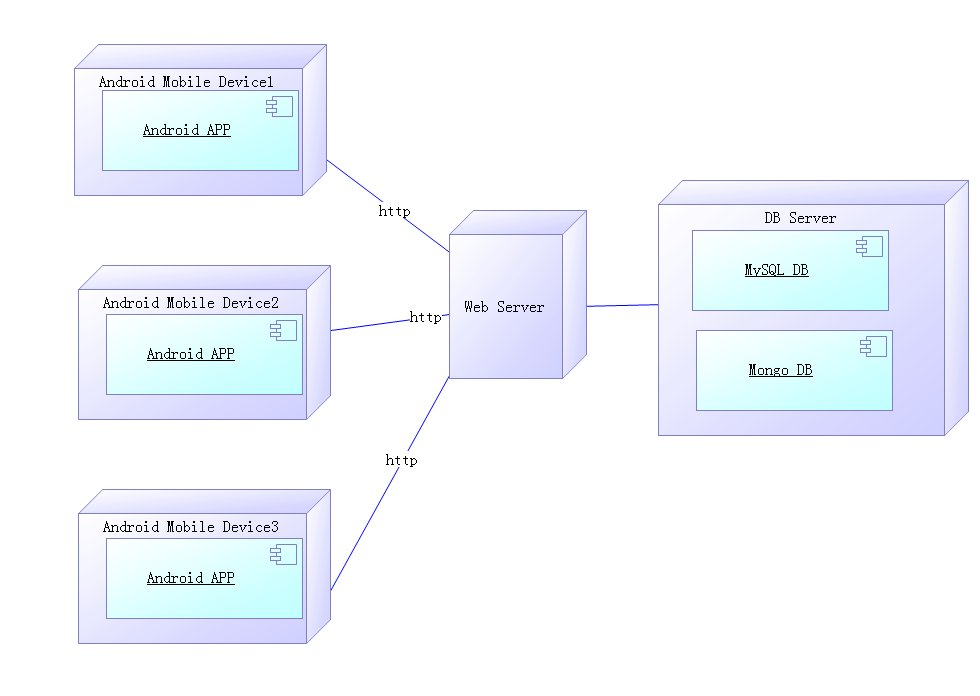 Android Mobile Device1
Android APP
http
Android Mobile Device2
Android APP
http
Android Mobile Device3
Android APP
http
Web Server
DB Server
MySQL DB
Mongo DB